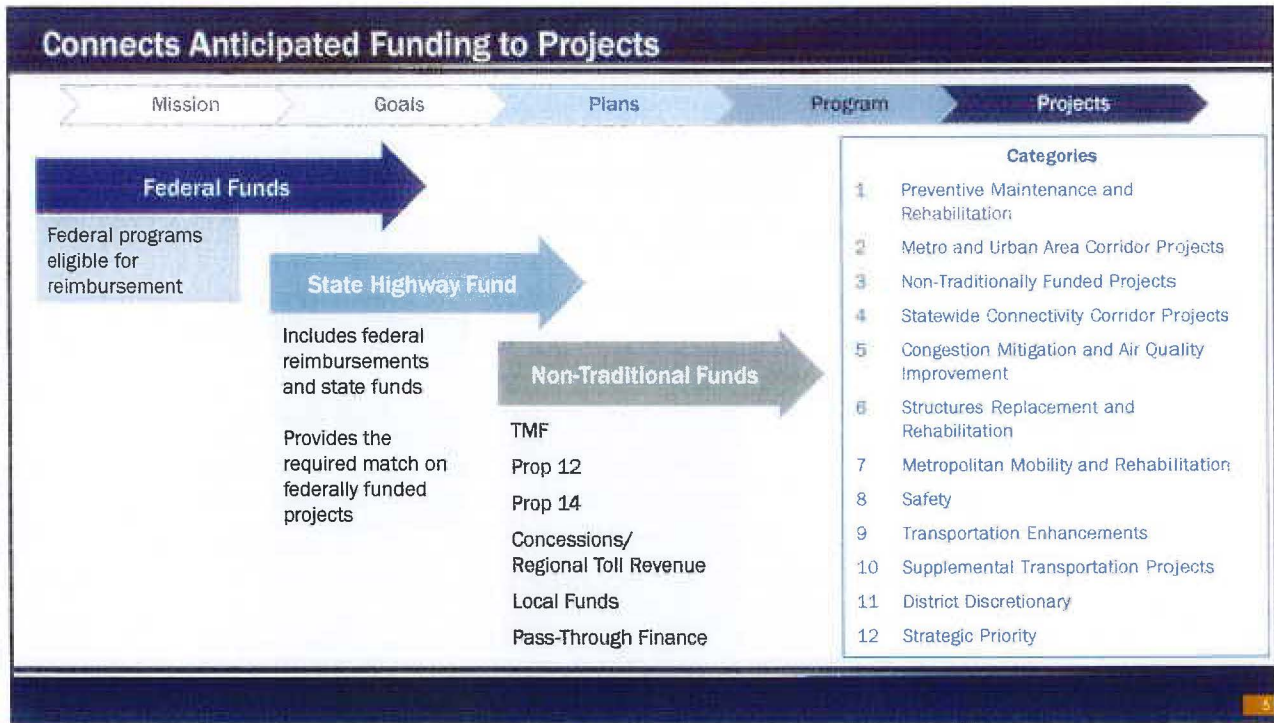 Connects Anticipated Funding to Projects
Mission
Goals
Plans
Program
Projects
Federal Funds
Federal programs
eligible for
reimbursement
State Highway Fund
Includes federal
reimbursements
and state funds
Provides the
required match on
federally funded
projects
Non-Traditional Funds
TMF
Prop 12
Prop 14
Concessions/
Regional Toll Revenue
Local Funds
Pass-Through Finance
Categories
1 Preventive Maintenance and
Rehabilitation
2 Metro and Urban Area Corridor Projects
3 Non-Traditionally Funded Projects
4 Statewide Connectivity Corridor Projects
5 Congestion Mitigation and Air Quality
Improvement
6 Structures Replacement and
Rehabilitation
7 Metropolitan Mobility and Rehabilitation
8 Safety
9 Transportation Enhancements
10 Supplemental Transportation Projects
11 District Discretionary
12 Strategic Priority
5